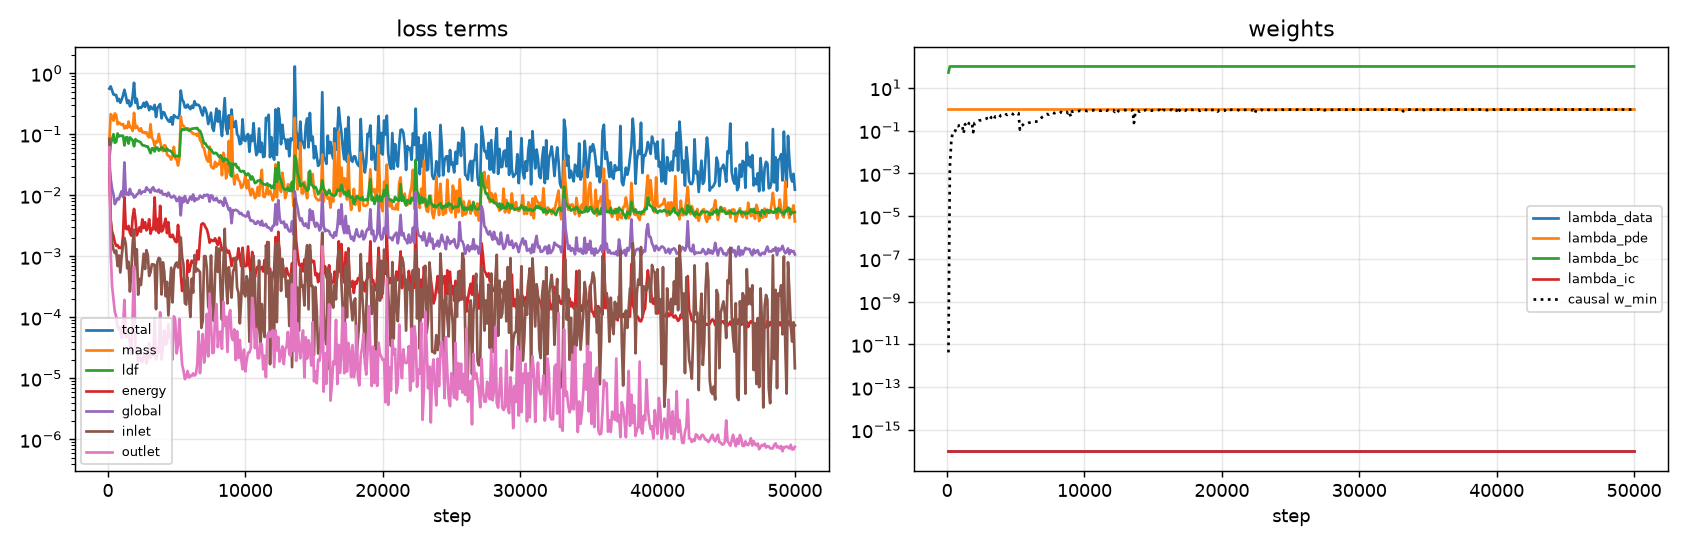 loss terms
10^0
10^-1
10^-2
10^-3
10^-4
10^-5
10^-6
total
mass
ldf
energy
global
inlet
outlet
0
10000
20000
30000
40000
50000
step
weights
10^1
10^-1
10^-3
10^-5
10^-7
10^-9
10^-11
10^-13
10^-15
lambda_data
lambda_pde
lambda_bc
lambda_ic
causal w_min
0
10000
20000
30000
40000
50000
step